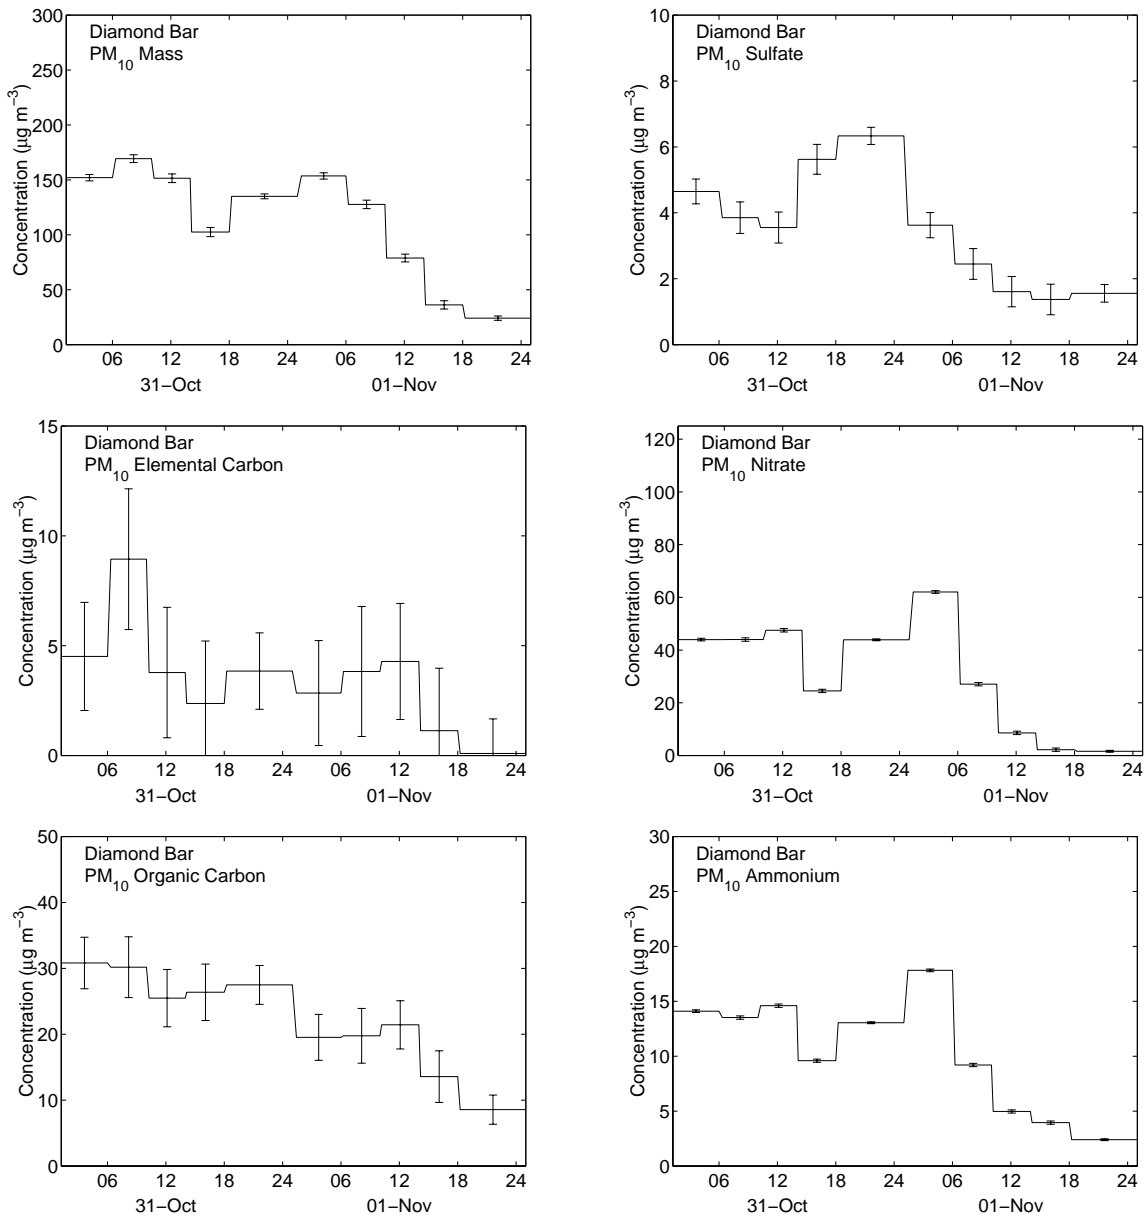 Diamond Bar
PM10 Mass
Concentration (μg m−3)
300
250
200
150
100
50
0
06 12 18 24 06 12 18 24
31−Oct 01−Nov
Diamond Bar
PM10 Sulfate
Concentration (μg m−3)
10
8
6
4
2
0
06 12 18 24 06 12 18 24
31−Oct 01−Nov
Diamond Bar
PM10 Elemental Carbon
Concentration (μg m−3)
15
10
5
0
06 12 18 24 06 12 18 24
31−Oct 01−Nov
Diamond Bar
PM10 Nitrate
Concentration (μg m−3)
120
100
80
60
40
20
0
06 12 18 24 06 12 18 24
31−Oct 01−Nov
Diamond Bar
PM10 Organic Carbon
Concentration (μg m−3)
50
40
30
20
10
0
06 12 18 24 06 12 18 24
31−Oct 01−Nov
Diamond Bar
PM10 Ammonium
Concentration (μg m−3)
30
25
20
15
10
5
0
06 12 18 24 06 12 18 24
31−Oct 01−Nov